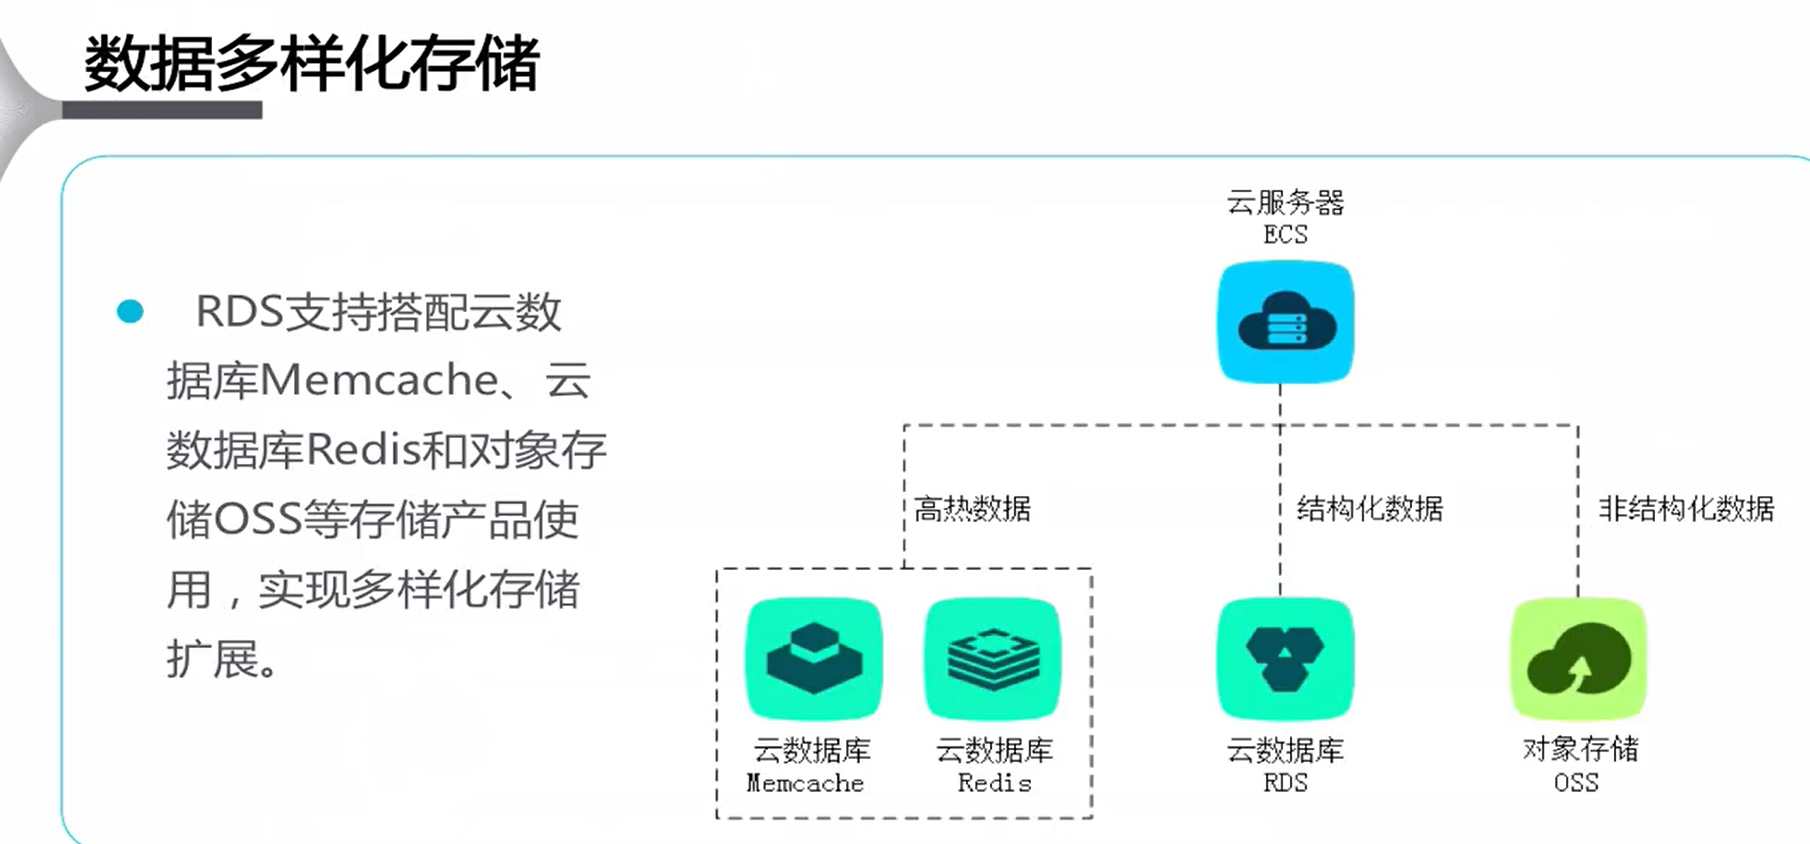 数据多样化存储
RDS支持搭配云数
据库Memcache、云
数据库Redis和对象存
储OSS等存储产品使
用，实现多样化存储
扩展。
云服务器
ECS
高热数据
结构化数据
非结构化数据
云数据库
Memcache
云数据库
Redis
云数据库
RDS
对象存储
OSS